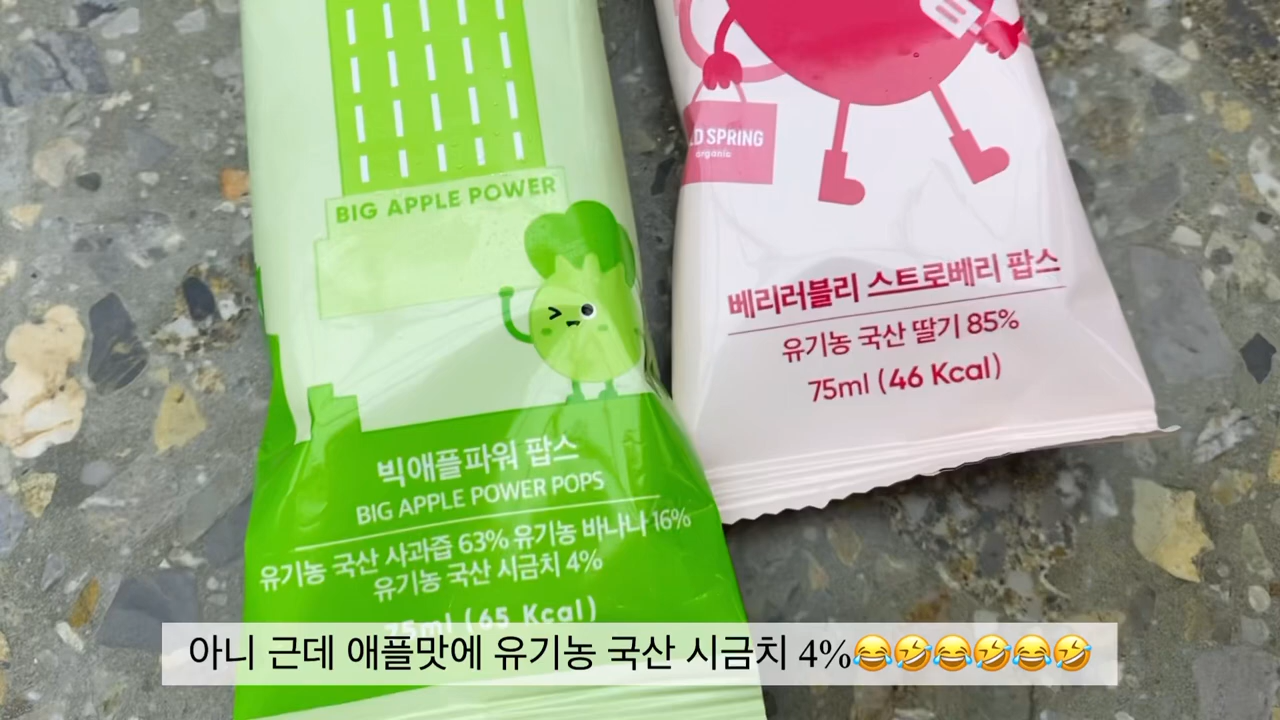 BIG APPLE POWER
빅애플파워 팝스
BIG APPLE POWER POPS
유기농 국산 사과즙 63% 유기농 바나나 16%
유기농 국산 시금치 4%
75ml (65 Kcal)
LD SPRING
organic
베리러블리 스트로베리 팝스
유기농 국산 딸기 85%
75ml (46 Kcal)
아니 근데 애플맛에 유기농 국산 시금치 4%😂🤣😂🤣😂🤣